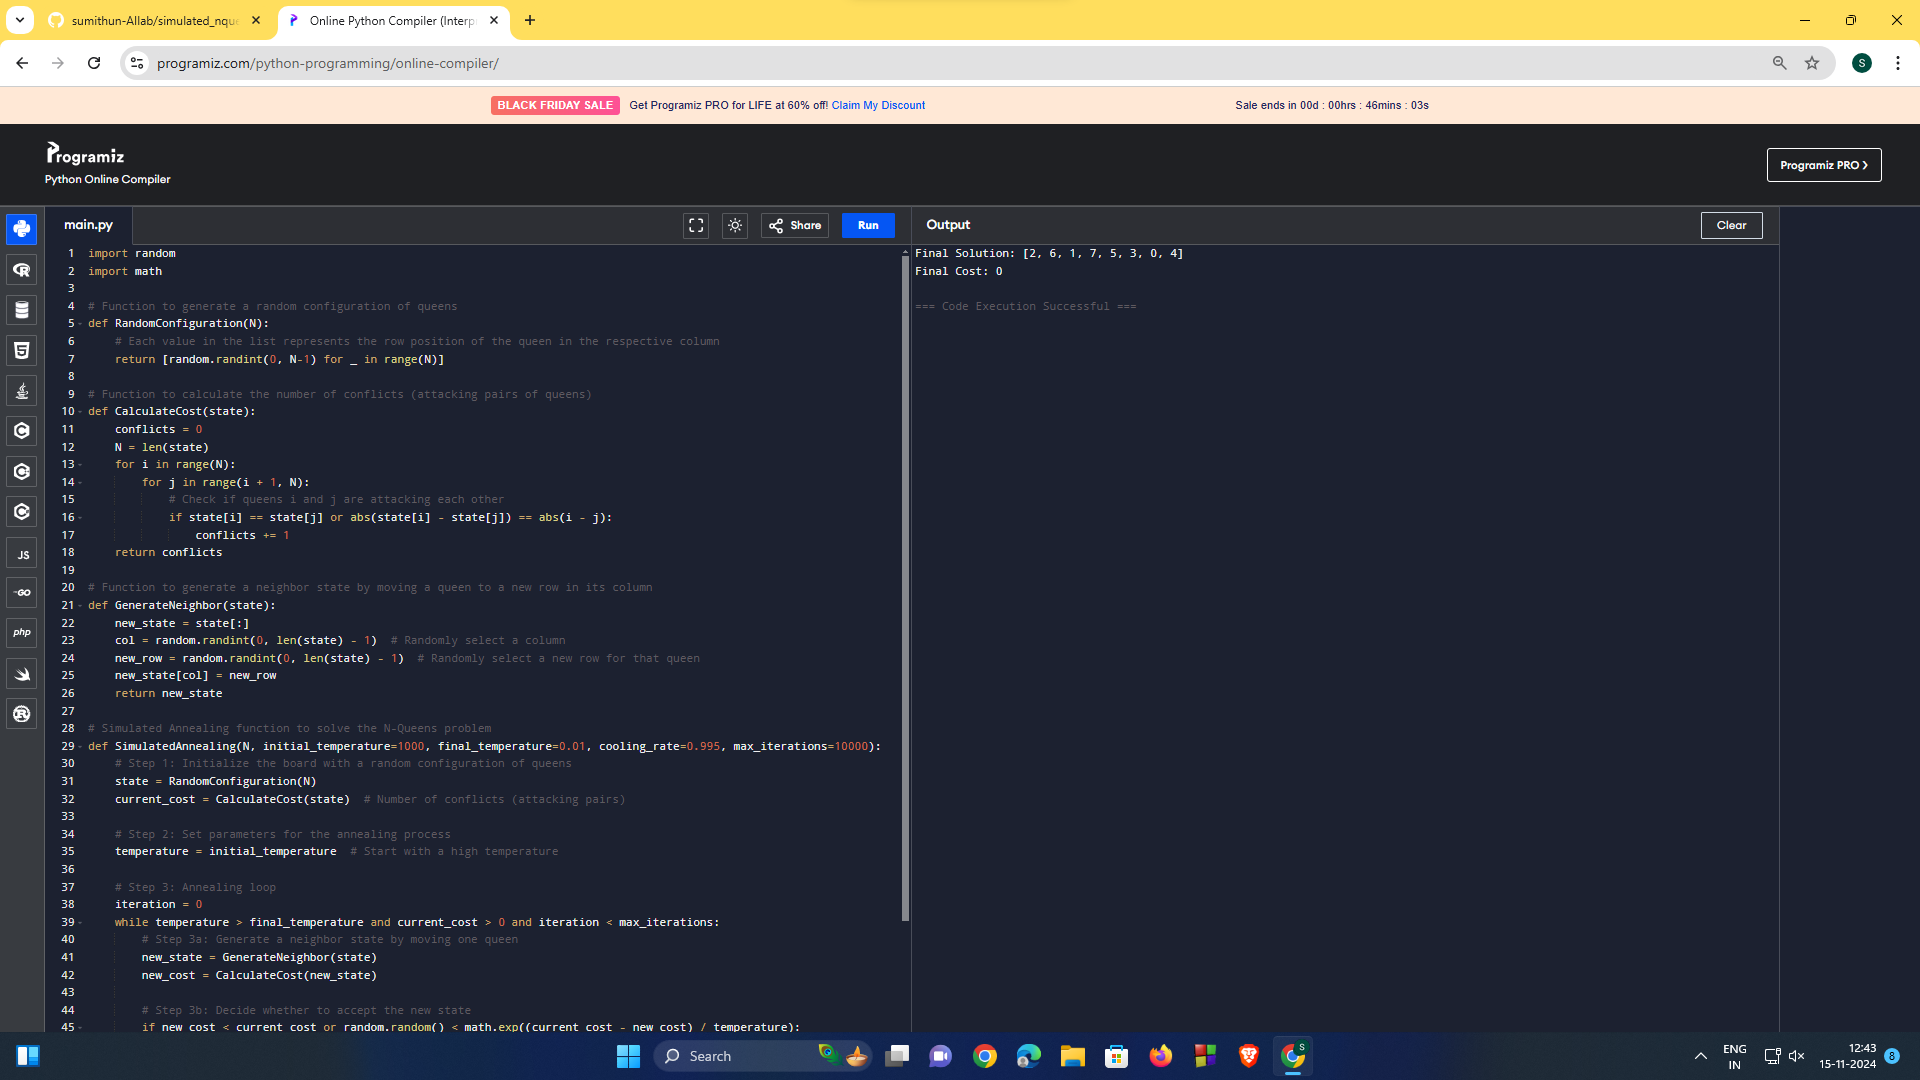 sumithun-Allab/simulated_nque
Online Python Compiler (Interp
programiz.com/python-programming/online-compiler/
S
BLACK FRIDAY SALE Get Programiz PRO for LIFE at 60% off! Claim My Discount
Sale ends in 00d : 00hrs : 46mins : 03s
Programiz
Python Online Compiler
Programiz PRO
main.py
Share
Run
Output
Clear
1 import random
2 import math
3
4 # Function to generate a random configuration of queens
5 def RandomConfiguration(N):
6     # Each value in the list represents the row position of the queen in the respective column
7     return [random.randint(0, N-1) for _ in range(N)]
8
9 # Function to calculate the number of conflicts (attacking pairs of queens)
10 def CalculateCost(state):
11     conflicts = 0
12     N = len(state)
13     for i in range(N):
14         for j in range(i + 1, N):
15             # Check if queens i and j are attacking each other
16             if state[i] == state[j] or abs(state[i] - state[j]) == abs(i - j):
17                 conflicts += 1
18     return conflicts
19
20 # Function to generate a neighbor state by moving a queen to a new row in its column
21 def GenerateNeighbor(state):
22     new_state = state[:]
23     col = random.randint(0, len(state) - 1)  # Randomly select a column
24     new_row = random.randint(0, len(state) - 1)  # Randomly select a new row for that queen
25     new_state[col] = new_row
26     return new_state
27
28 # Simulated Annealing function to solve the N-Queens problem
29 def SimulatedAnnealing(N, initial_temperature=1000, final_temperature=0.01, cooling_rate=0.995, max_iterations=10000):
30     # Step 1: Initialize the board with a random configuration of queens
31     state = RandomConfiguration(N)
32     current_cost = CalculateCost(state)  # Number of conflicts (attacking pairs)
33
34     # Step 2: Set parameters for the annealing process
35     temperature = initial_temperature  # Start with a high temperature
36
37     # Step 3: Annealing loop
38     iteration = 0
39     while temperature > final_temperature and current_cost > 0 and iteration < max_iterations:
40         # Step 3a: Generate a neighbor state by moving one queen
41         new_state = GenerateNeighbor(state)
42         new_cost = CalculateCost(new_state)
43
44         # Step 3b: Decide whether to accept the new state
45         if new_cost < current_cost or random.random() < math.exp((current_cost - new_cost) / temperature):
Final Solution: [2, 6, 1, 7, 5, 3, 0, 4]
Final Cost: 0
=== Code Execution Successful ===
JS
GO
php
Search
S
ENG
IN
12:43
15-11-2024
8